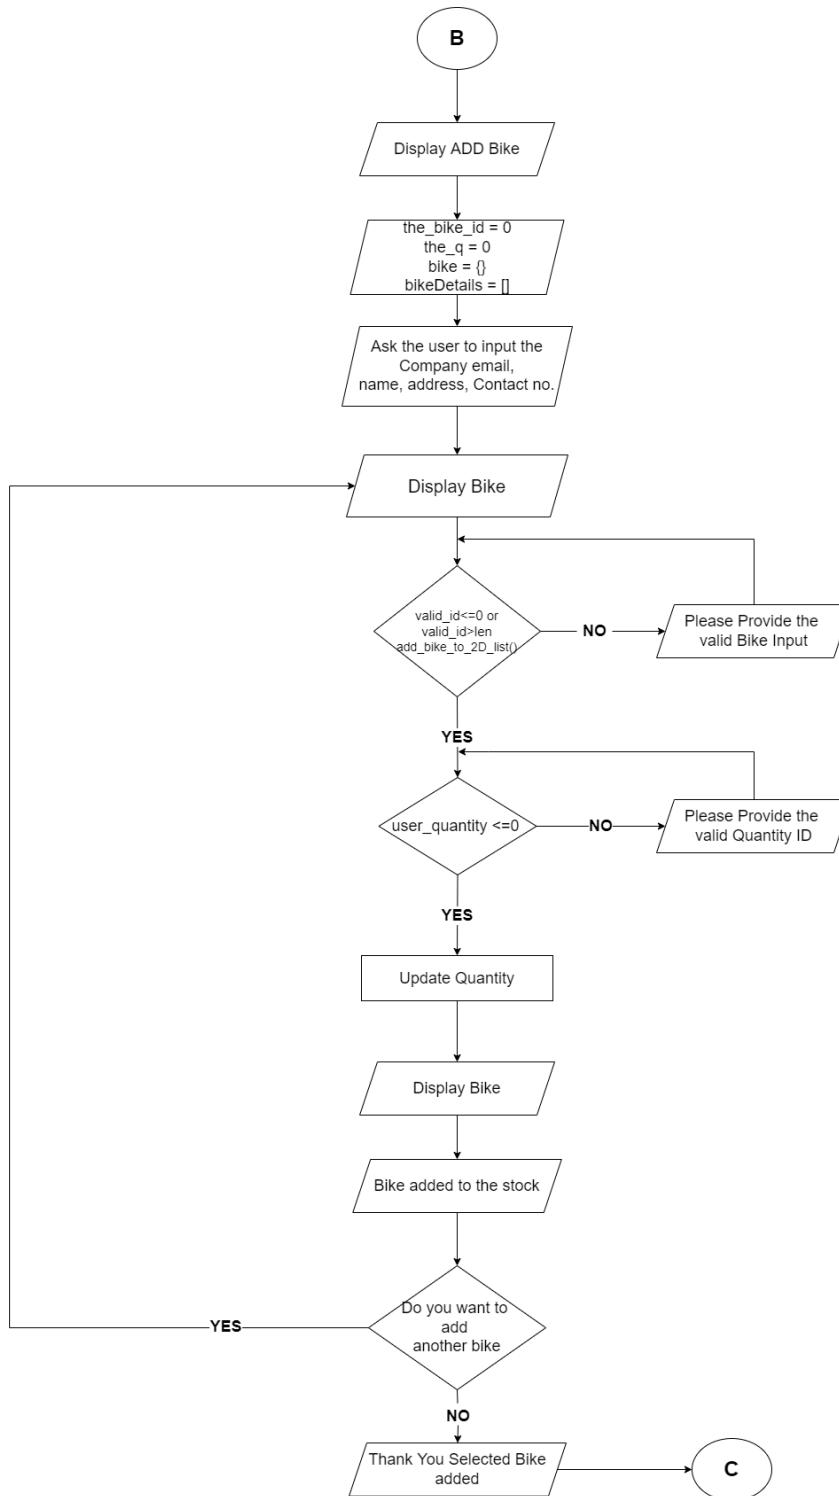 B
Display ADD Bike
the_bike_id = 0
the_q = 0
bike = {}
bikeDetails = []
Ask the user to input the
Company email,
name, address, Contact no.
Display Bike
valid_id<=0 or
valid_id>len
add_bike_to_2D_list()
NO
Please Provide the
valid Bike Input
YES
user_quantity <=0
NO
Please Provide the
valid Quantity ID
YES
Update Quantity
Display Bike
Bike added to the stock
Do you want to
add
another bike
YES
NO
Thank You Selected Bike
added
C